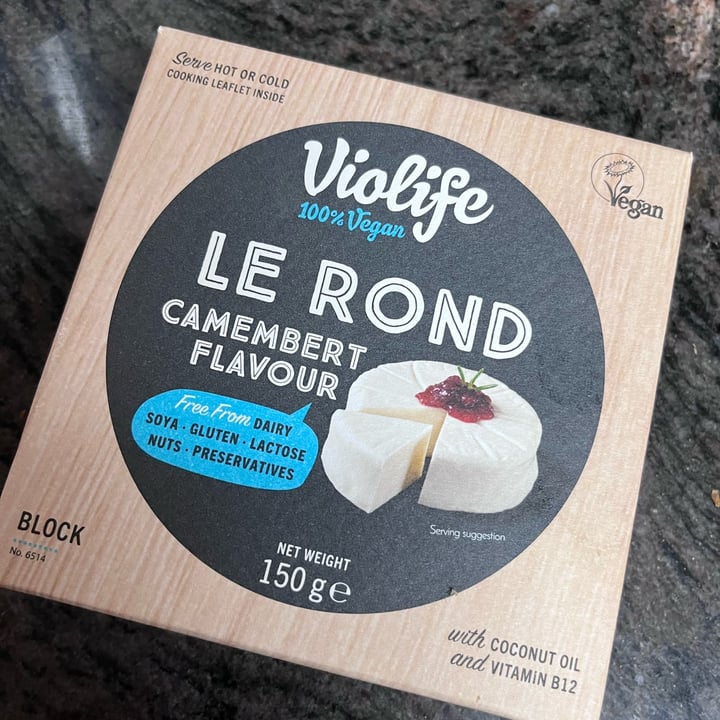 Serve HOT OR COLD
COOKING LEAFLET INSIDE
Vegan
Violife
100% Vegan
LE ROND
CAMEMBERT
FLAVOUR
Free From DAIRY
SOYA · GLUTEN · LACTOSE
NUTS · PRESERVATIVES
Serving suggestion
BLOCK
No. 6514
NET WEIGHT
150 g ℮
with COCONUT OIL
and VITAMiN B12